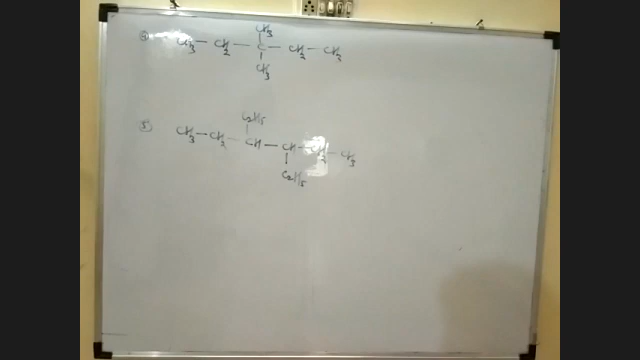 CH3
④ CH3 — CH2 — C — CH2 — CH3
CH3
C2H5
⑤ CH3 — CH2 — CH — CH — CH2 — CH3
C2H5